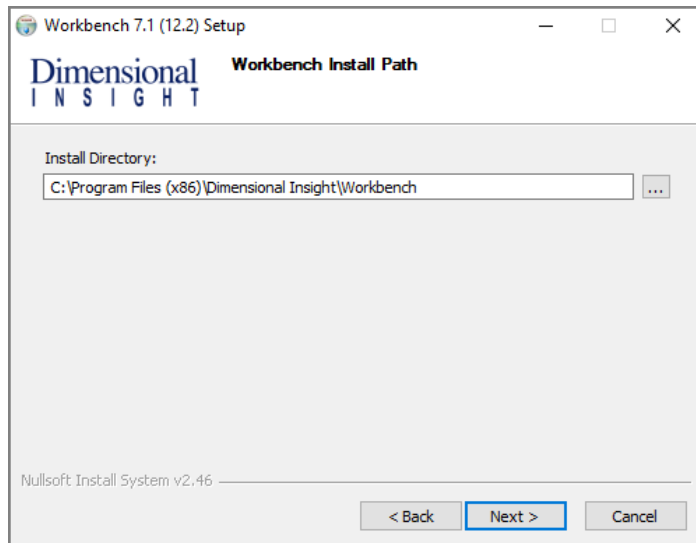 Workbench 7.1 (12.2) Setup
Dimensional
INSIGHT
Workbench Install Path
Install Directory:
C:\Program Files (x86)\Dimensional Insight\Workbench
...
Nullsoft Install System v2.46
< Back
Next >
Cancel